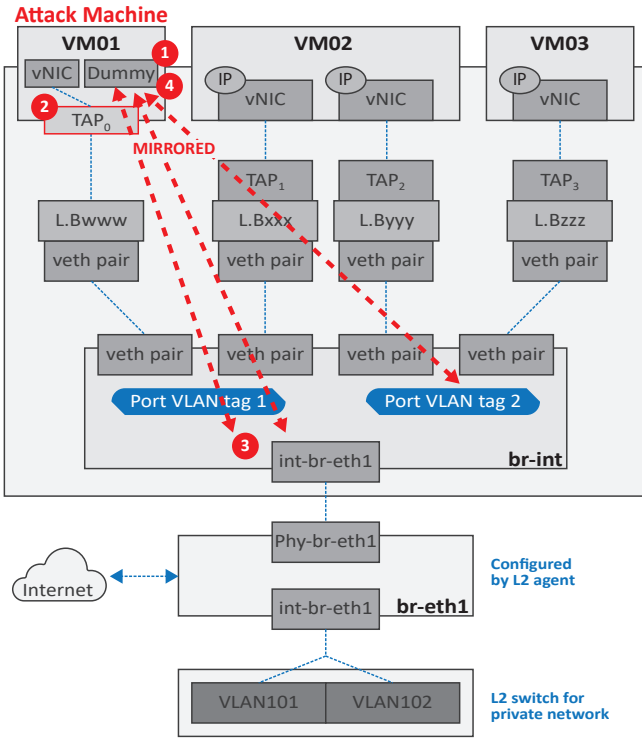 Attack Machine
VM01
VM02
VM03
1
vNIC
Dummy
IP
vNIC
IP
vNIC
vNIC
4
2
TAP0
MIRRORED
TAP1
TAP2
TAP3
L.Bwww
L.Bxxx
L.Byyy
L.Bzzz
veth pair
veth pair
veth pair
veth pair
veth pair
veth pair
veth pair
veth pair
Port VLAN tag 1
Port VLAN tag 2
3
int-br-eth1
br-int
Phy-br-eth1
Internet
Configured
by L2 agent
int-br-eth1
br-eth1
VLAN101
VLAN102
L2 switch for
private network